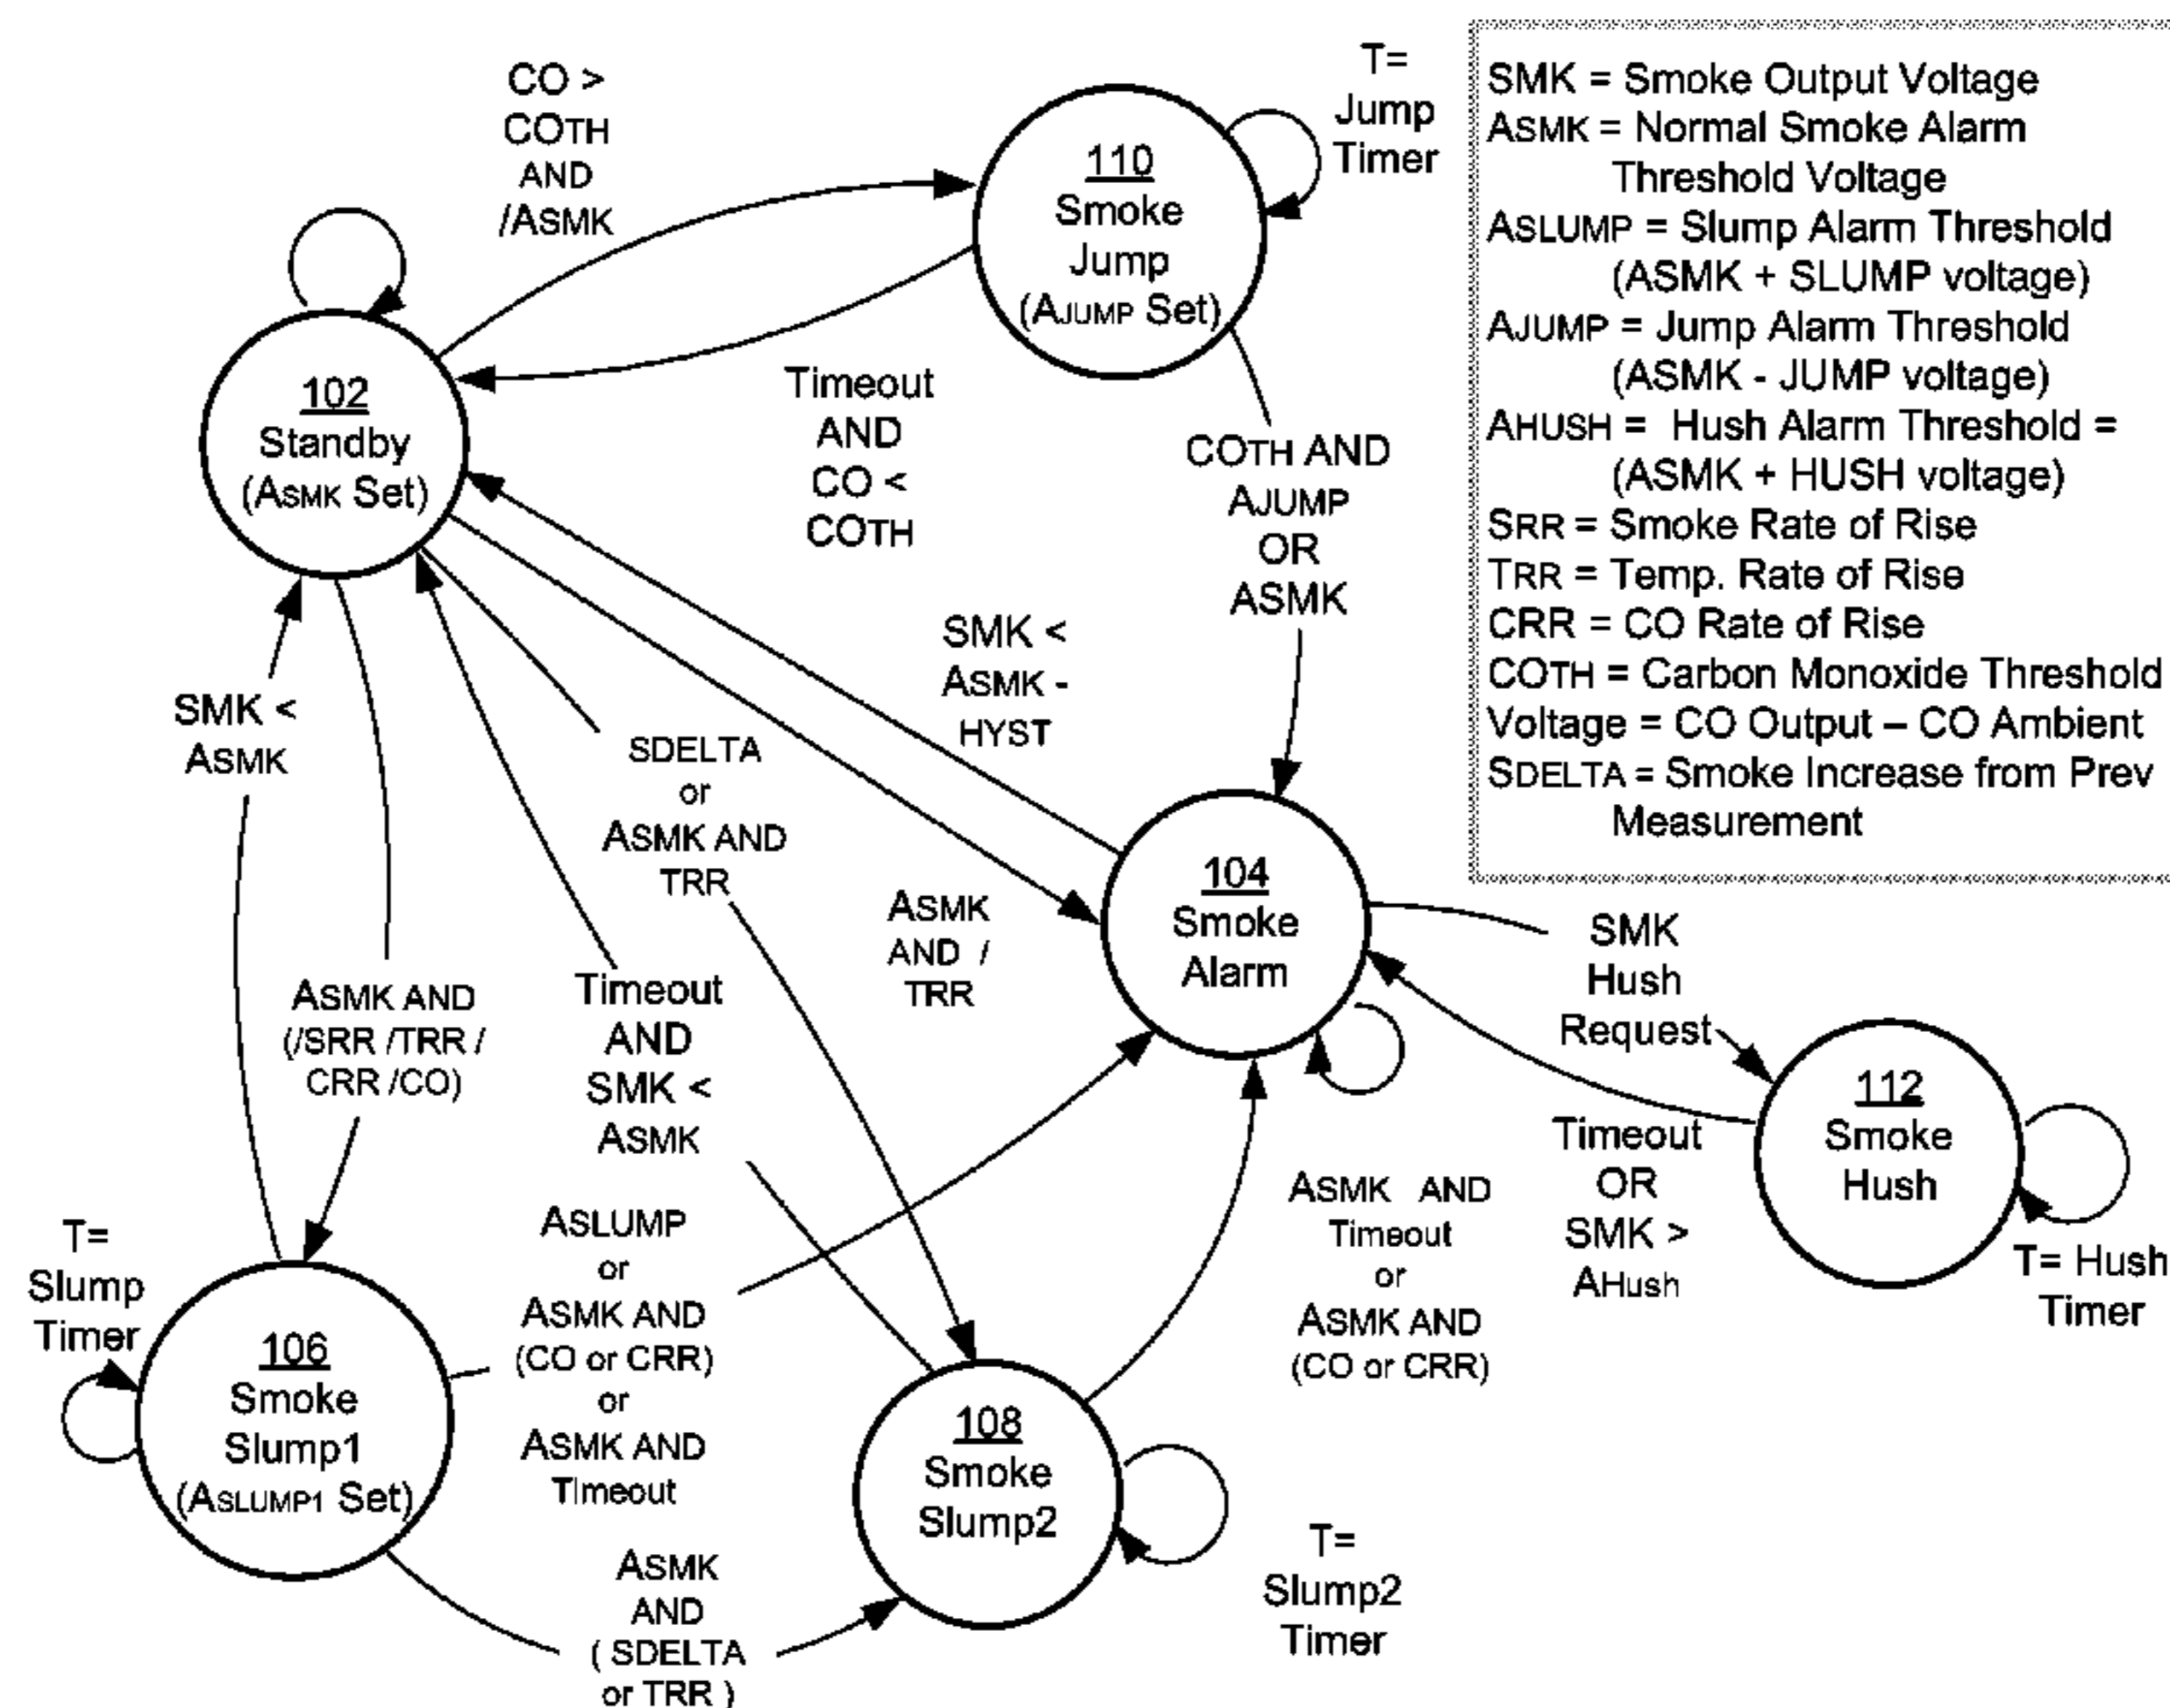 CO >
COTH
AND
/ASMK
T=
Jump
Timer
110
Smoke
Jump
(AJUMP Set)
SMK = Smoke Output Voltage
ASMK = Normal Smoke Alarm
Threshold Voltage
ASLUMP = Slump Alarm Threshold
(ASMK + SLUMP voltage)
AJUMP = Jump Alarm Threshold
(ASMK - JUMP voltage)
AHUSH = Hush Alarm Threshold =
(ASMK + HUSH voltage)
SRR = Smoke Rate of Rise
TRR = Temp. Rate of Rise
CRR = CO Rate of Rise
COTH = Carbon Monoxide Threshold
Voltage = CO Output – CO Ambient
SDELTA = Smoke Increase from Prev
Measurement
102
Standby
(ASMK Set)
Timeout
AND
CO <
COTH
COTH AND
AJUMP
OR
ASMK
SMK <
ASMK -
HYST
SMK <
ASMK
SDELTA
or
ASMK AND
TRR
ASMK
AND /
TRR
104
Smoke
Alarm
SMK
Hush
Request
ASMK AND
(/SRR /TRR /
CRR /CO)
Timeout
AND
SMK <
ASMK
112
Smoke
Hush
Timeout
OR
SMK >
AHush
T= Hush
Timer
T=
Slump
Timer
106
Smoke
Slump1
(ASLUMP1 Set)
ASLUMP
or
ASMK AND
(CO or CRR)
or
ASMK AND
TImeout
ASMK AND
Timeout
or
ASMK AND
(CO or CRR)
108
Smoke
Slump2
T=
Slump2
Timer
ASMK
AND
( SDELTA
or TRR )